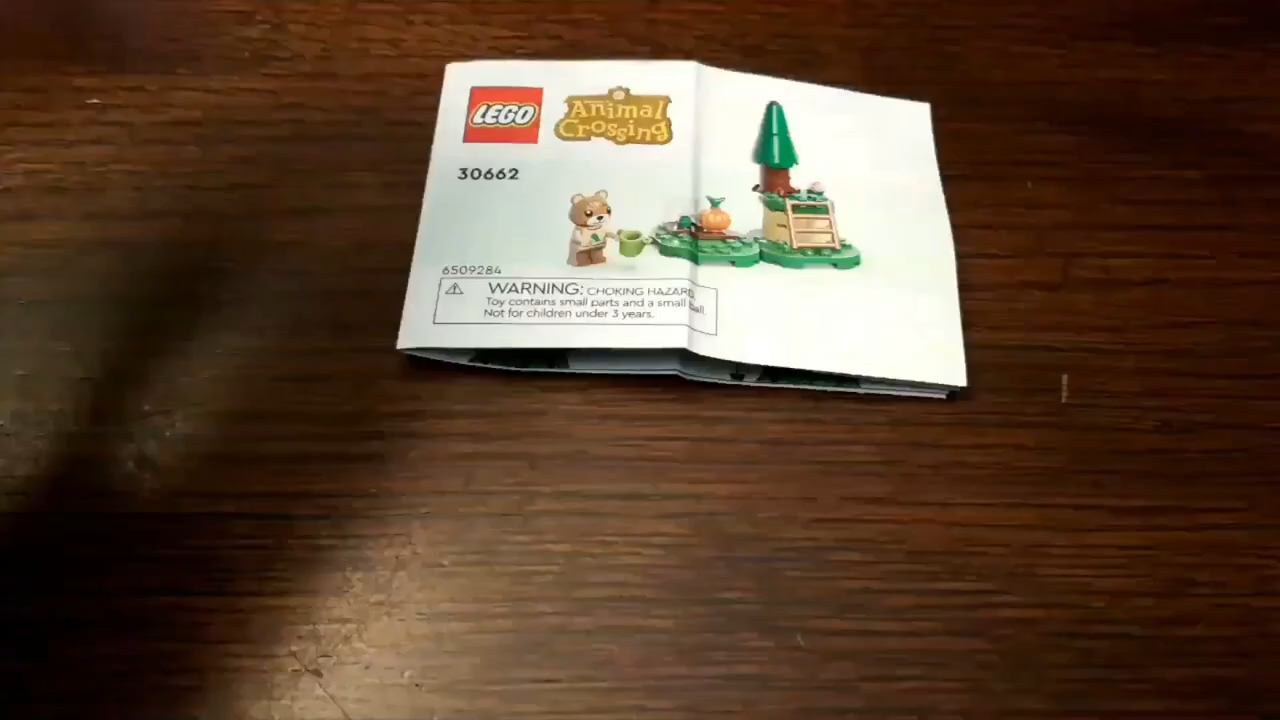 LEGO
Animal
Crossing
30662
6509284
WARNING: CHOKING HAZARD
Toy contains small parts and a small ball.
Not for children under 3 years.